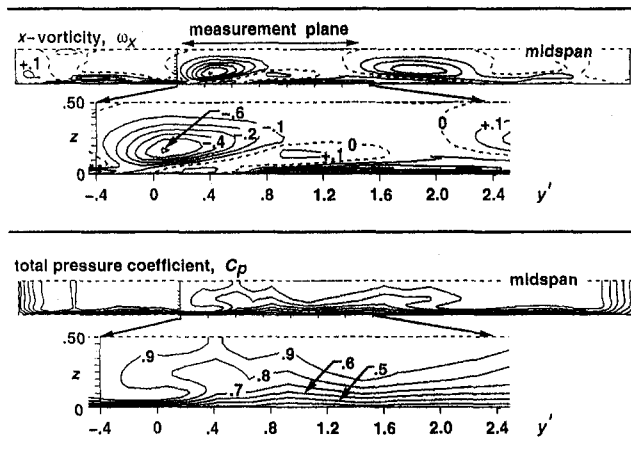 x-vorticity, ωx
measurement plane
midspan
+.1
.50
z
0
-.6
-.4
-.2
-.1
0
+.1
0
+.1
-.4 0 .4 .8 1.2 1.6 2.0 2.4 y'
total pressure coefficient, Cp
midspan
.50
z
0
.9
.9
.8
.7
.6
.5
-.4 0 .4 .8 1.2 1.6 2.0 2.4 y'